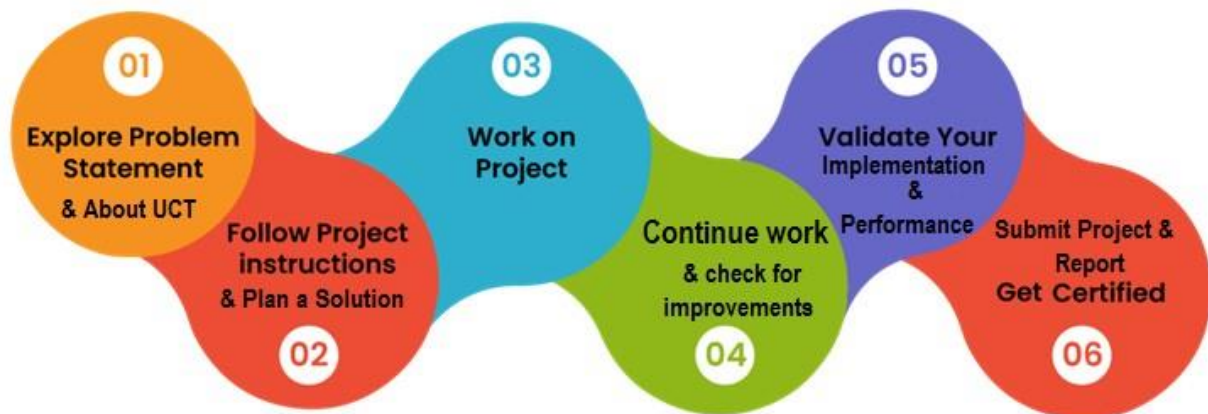 01
Explore Problem
Statement
& About UCT
Follow Project
instructions
& Plan a Solution
02
03
Work on
Project
Continue work
& check for
improvements
04
05
Validate Your
Implementation
&
Performance
Submit Project &
Report
Get Certified
06